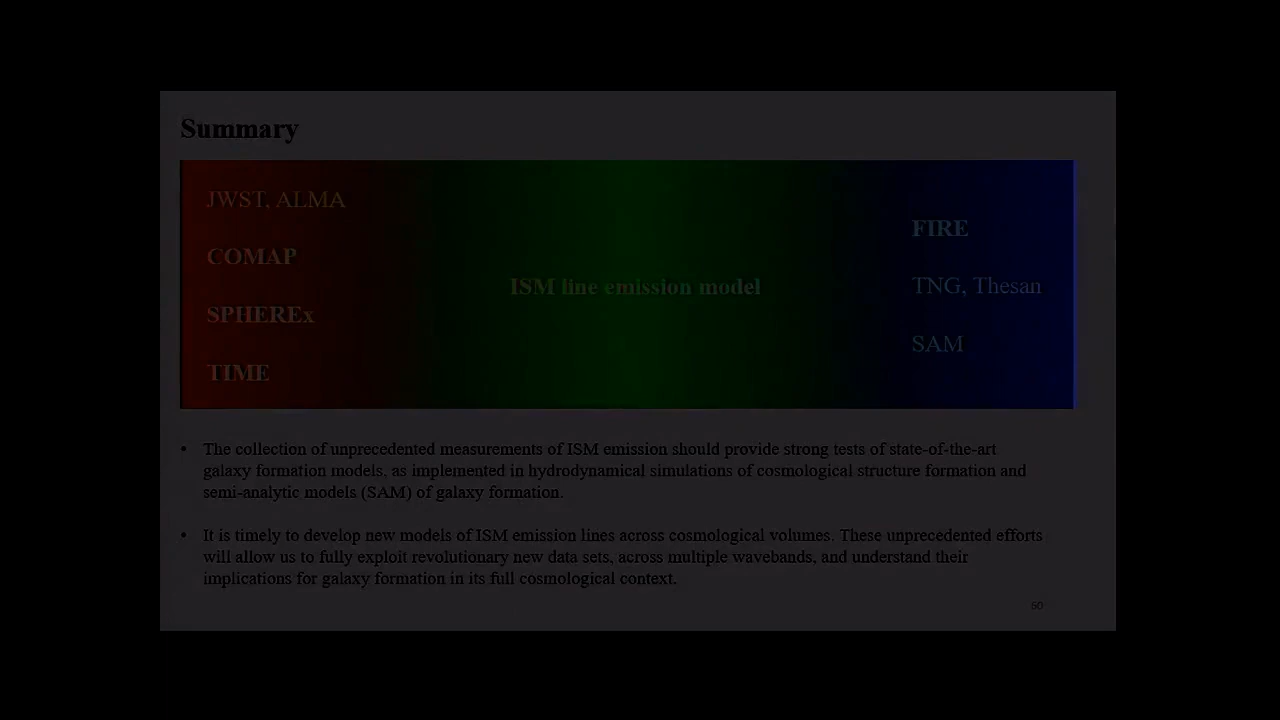 Summary
JWST, ALMA
COMAP
SPHEREx
TIME
ISM line emission model
FIRE
TNG, Thesan
SAM
• The collection of unprecedented measurements of ISM emission should provide strong tests of state-of-the-art
galaxy formation models, as implemented in hydrodynamical simulations of cosmological structure formation and
semi-analytic models (SAM) of galaxy formation.
• It is timely to develop new models of ISM emission lines across cosmological volumes. These unprecedented efforts
will allow us to fully exploit revolutionary new data sets, across multiple wavebands, and understand their
implications for galaxy formation in its full cosmological context.
60